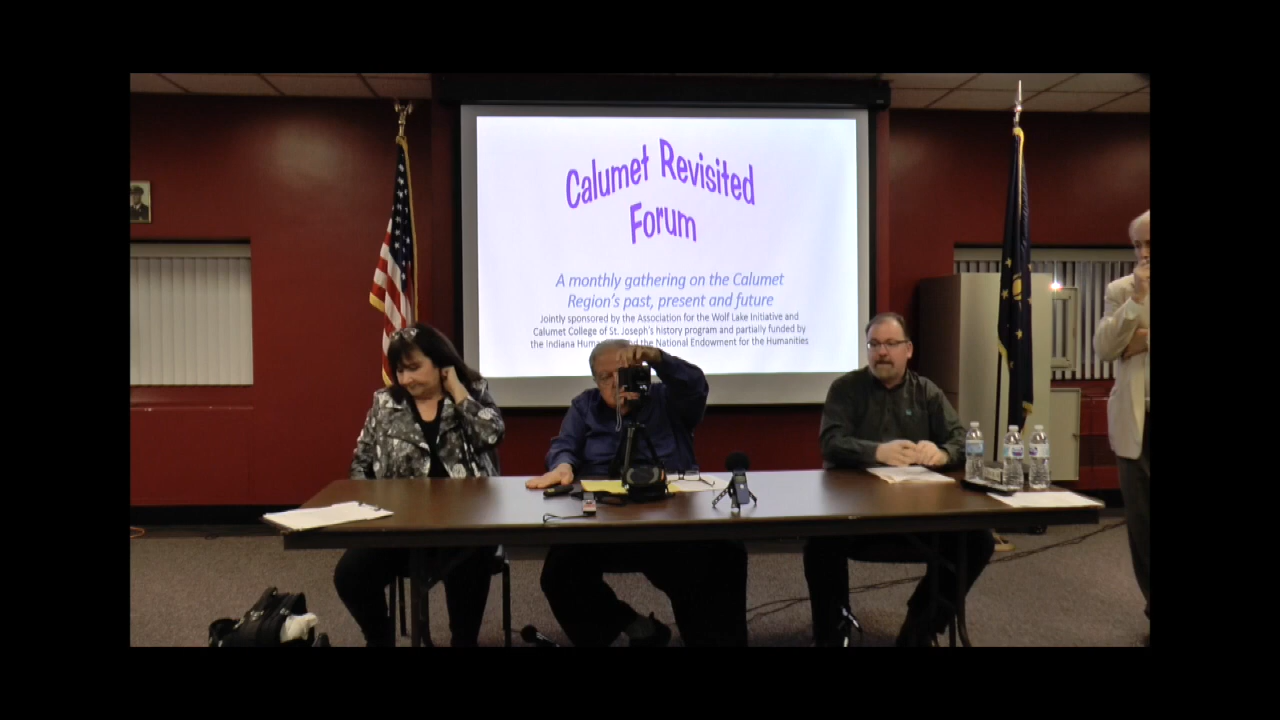 Calumet Revisited
Forum
A monthly gathering on the Calumet
Region's past, present and future
Jointly sponsored by the Association for the Wolf Lake Initiative and
Calumet College of St. Joseph's history program and partially funded by
the Indiana Huma and the National Endowment for the Humanities